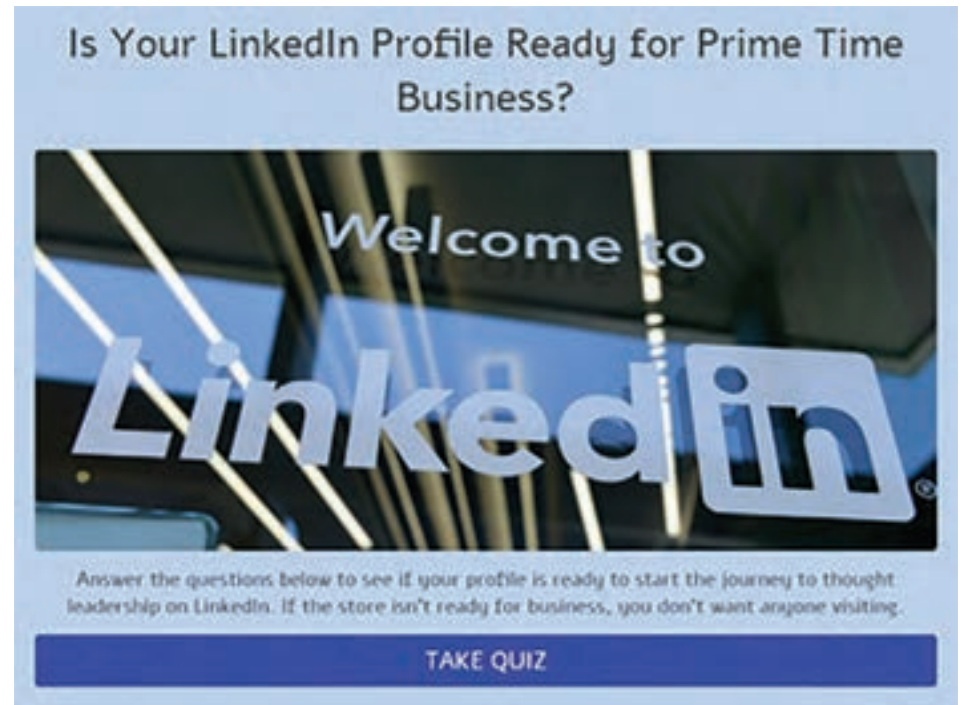 Is Your LinkedIn Profile Ready for Prime Time
Business?
Welcome to
Linkedin®
Answer the questions below to see if your profile is ready to start the journey to thought
leadership on LinkedIn. If the store isn't ready for business, you don't want anyone visiting.
TAKE QUIZ